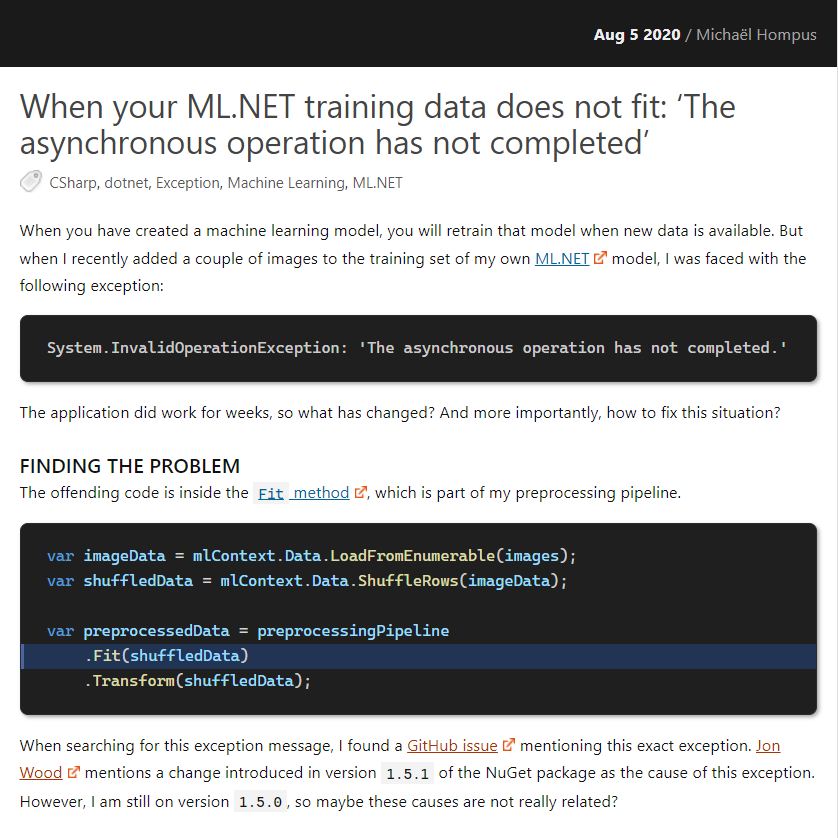 Aug 5 2020 / Michaël Hompus
When your ML.NET training data does not fit: ‘The
asynchronous operation has not completed’
CSharp, dotnet, Exception, Machine Learning, ML.NET
When you have created a machine learning model, you will retrain that model when new data is available. But
when I recently added a couple of images to the training set of my own ML.NET model, I was faced with the
following exception:
System.InvalidOperationException: 'The asynchronous operation has not completed.'
The application did work for weeks, so what has changed? And more importantly, how to fix this situation?
FINDING THE PROBLEM
The offending code is inside the Fit method, which is part of my preprocessing pipeline.
var imageData = mlContext.Data.LoadFromEnumerable(images);
var shuffledData = mlContext.Data.ShuffleRows(imageData);
var preprocessedData = preprocessingPipeline
.Fit(shuffledData)
.Transform(shuffledData);
When searching for this exception message, I found a GitHub issue mentioning this exact exception. Jon
Wood mentions a change introduced in version 1.5.1 of the NuGet package as the cause of this exception.
However, I am still on version 1.5.0, so maybe these causes are not really related?